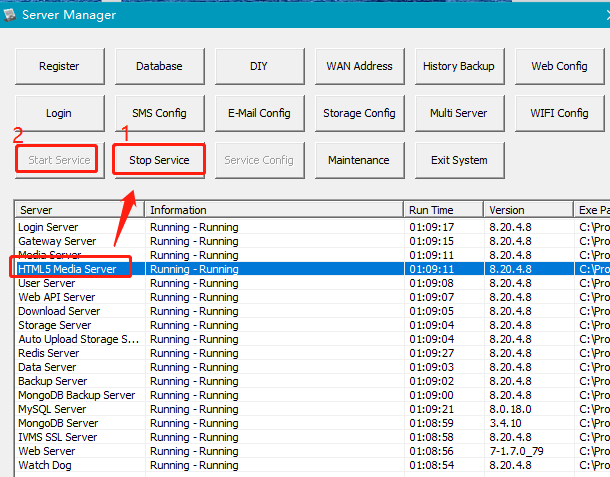 Server Manager
Register Database DIY WAN Address History Backup Web Config
Login SMS Config E-Mail Config Storage Config Multi Server WIFI Config
2 1
Start Service Stop Service Service Config Maintenance Exit System
Server Information Run Time Version Exe Pa
Login Server Running - Running 01:09:17 8.20.4.8 C:\Pro
Gateway Server Running - Running 01:09:15 8.20.4.8 C:\Pro
Media Server Running - Running 01:09:11 8.20.4.8 C:\Pro
HTML5 Media Server Running - Running 01:09:11 8.20.4.8 C:\Pro
User Server Running - Running 01:09:08 8.20.4.8 C:\Pro
Web API Server Running - Running 01:09:07 8.20.4.8 C:\Pro
Download Server Running - Running 01:09:05 8.20.4.8 C:\Pro
Storage Server Running - Running 01:09:04 8.20.4.8 C:\Pro
Auto Upload Storage S... Running - Running 01:09:04 8.20.4.8 C:\Pro
Redis Server Running - Running 01:09:27 8.20.4.8 C:\Pro
Data Server Running - Running 01:09:03 8.20.4.8 C:\Pro
Backup Server Running - Running 01:09:02 8.20.4.8 C:\Pro
MongoDB Backup Server Running - Running 01:09:00 8.20.4.8 C:\Pro
MySQL Server Running - Running 01:09:21 8.0.18.0 C:\Pro
MongoDB Server Running - Running 01:08:59 3.4.10 C:\Pro
IVMS SSL Server Running - Running 01:08:58 8.20.4.8 C:\Pro
Web Server Running - Running 01:08:56 7-1.7.0_79 C:\Pro
Watch Dog Running - Running 01:08:54 8.20.4.8 C:\Pro